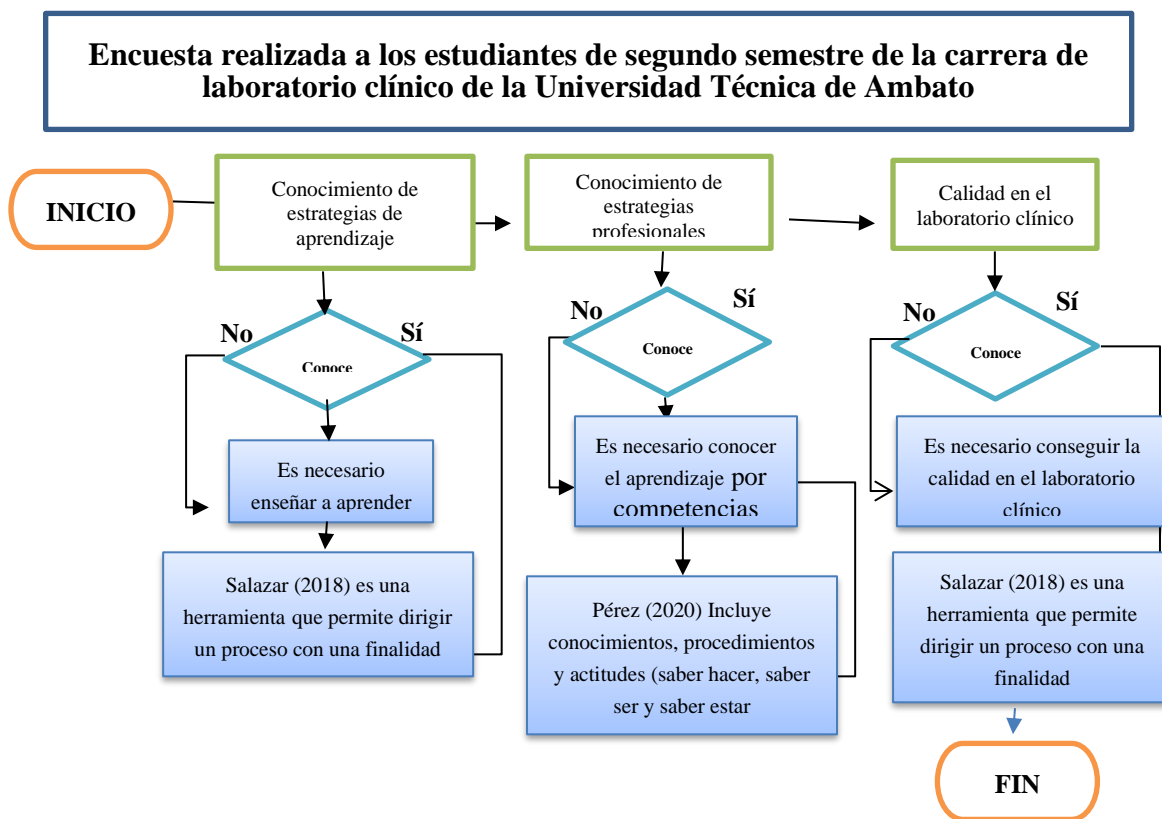 Encuesta realizada a los estudiantes de segundo semestre de la carrera de
laboratorio clínico de la Universidad Técnica de Ambato
INICIO
Conocimiento de
estrategias de
aprendizaje
Conocimiento de
estrategias
profesionales
Calidad en el
laboratorio clínico
No
Sí
Conoce
No
Sí
Conoce
No
Sí
Conoce
Es necesario
enseñar a aprender
Es necesario conocer
el aprendizaje por
competencias
Es necesario conseguir la
calidad en el laboratorio
clínico
Salazar (2018) es una
herramienta que permite dirigir
un proceso con una finalidad
Pérez (2020) Incluye
conocimientos, procedimientos
y actitudes (saber hacer, saber
ser y saber estar
Salazar (2018) es una
herramienta que permite
dirigir un proceso con una
finalidad
FIN